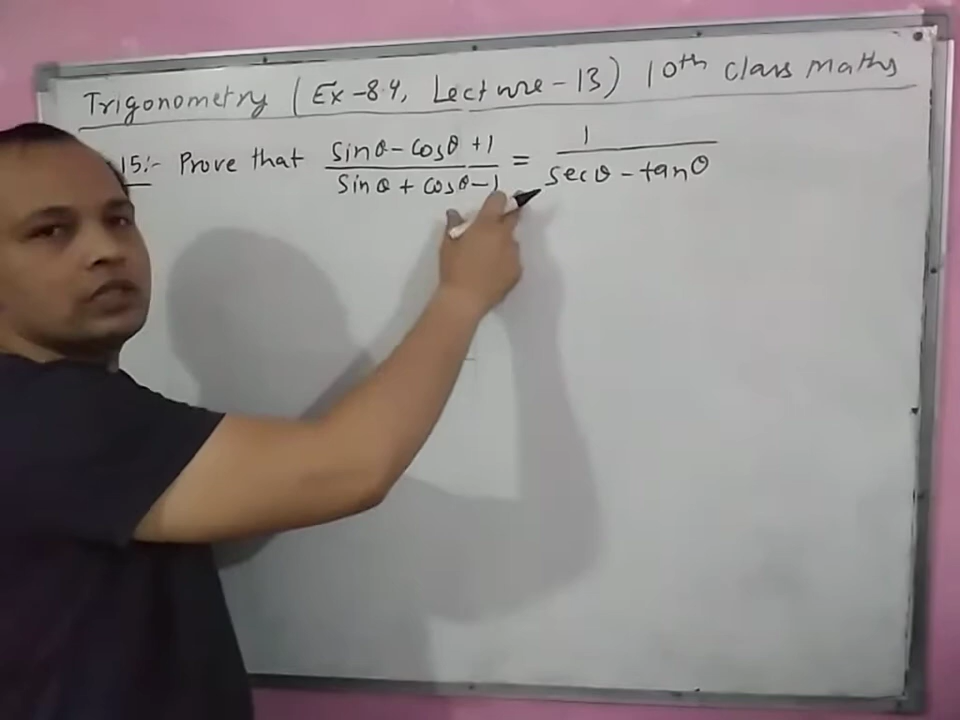 Trigonometry (Ex-8.4, Lecture-13) 10th class maths
15:- Prove that (sinθ - cosθ + 1)/(sinθ + cosθ - 1) = 1/(secθ - tanθ)